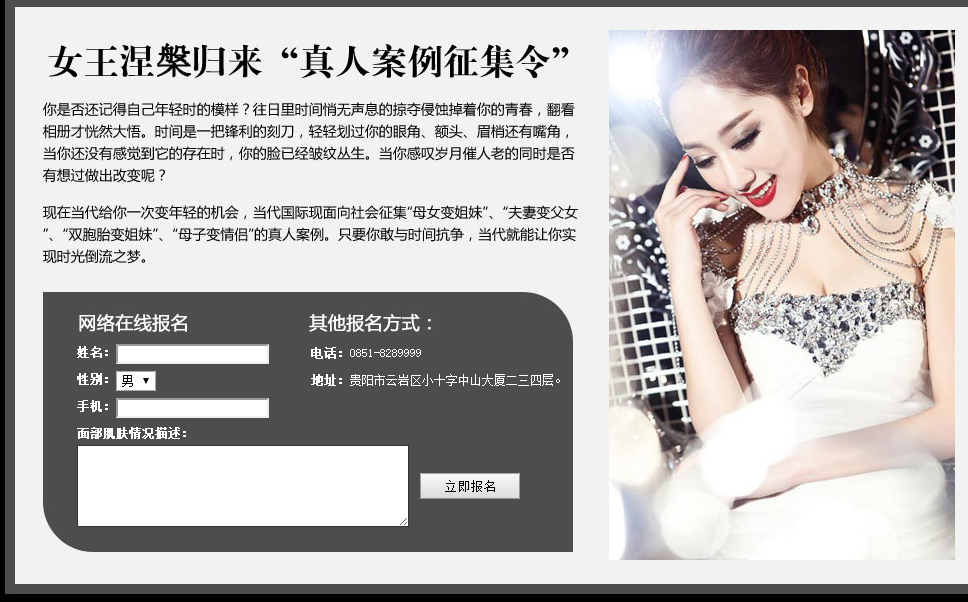 女王涅槃归来“真人案例征集令”
你是否还记得自己年轻时的模样？往日里时间悄无声息的掠夺侵蚀掉着你的青春，翻看
相册才恍然大悟。时间是一把锋利的刻刀，轻轻划过你的眼角、额头、眉梢还有嘴角，
当你还没有感觉到它的存在时，你的脸已经皱纹丛生。当你感叹岁月催人老的同时是否
有想过做出改变呢？
现在当代给你一次变年轻的机会，当代国际现面向社会征集“母女变姐妹”、“夫妻变父女
”、“双胞胎变姐妹”、“母子变情侣”的真人案例。只要你敢与时间抗争，当代就能让你实
现时光倒流之梦。
网络在线报名
姓名：
性别：男
手机：
面部肌肤情况描述：
立即报名
其他报名方式：
电话：0851-8289999
地址：贵阳市云岩区小十字中山大厦二三四层。